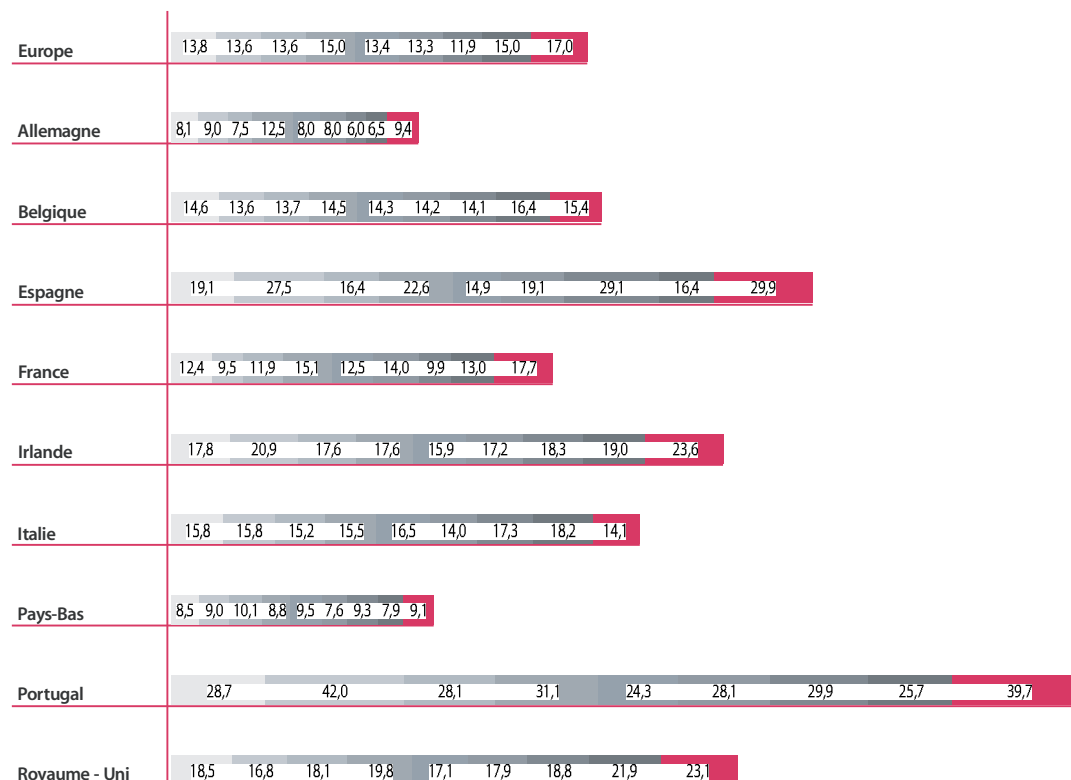 Europe 13,8 13,6 13,6 15,0 13,4 13,3 11,9 15,0 17,0
Allemagne 8,1 9,0 7,5 12,5 8,0 8,0 6,0 6,5 9,4
Belgique 14,6 13,6 13,7 14,5 14,3 14,2 14,1 16,4 15,4
Espagne 19,1 27,5 16,4 22,6 14,9 19,1 29,1 16,4 29,9
France 12,4 9,5 11,9 15,1 12,5 14,0 9,9 13,0 17,7
Irlande 17,8 20,9 17,6 17,6 15,9 17,2 18,3 19,0 23,6
Italie 15,8 15,8 15,2 15,5 16,5 14,0 17,3 18,2 14,1
Pays-Bas 8,5 9,0 10,1 8,8 9,5 7,6 9,3 7,9 9,1
Portugal 28,7 42,0 28,1 31,1 24,3 28,1 29,9 25,7 39,7
Royaume - Uni 18,5 16,8 18,1 19,8 17,1 17,9 18,8 21,9 23,1